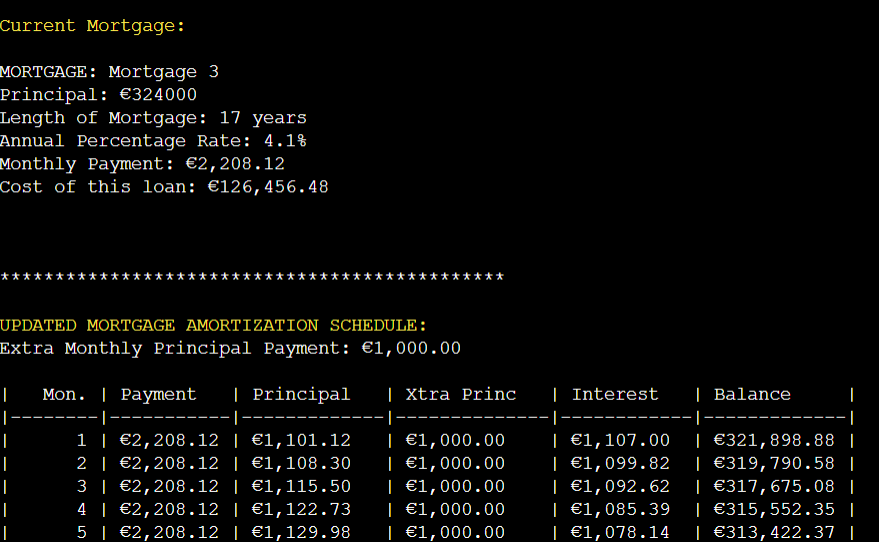 Current Mortgage:
MORTGAGE: Mortgage 3
Principal: €324000
Length of Mortgage: 17 years
Annual Percentage Rate: 4.1%
Monthly Payment: €2,208.12
Cost of this loan: €126,456.48
**********************************************
UPDATED MORTGAGE AMORTIZATION SCHEDULE:
Extra Monthly Principal Payment: €1,000.00
|   Mon. | Payment   | Principal   | Xtra Princ   | Interest   | Balance     |
|--------|-----------|-------------|--------------|------------|-------------|
|      1 | €2,208.12 | €1,101.12   | €1,000.00    | €1,107.00  | €321,898.88 |
|      2 | €2,208.12 | €1,108.30   | €1,000.00    | €1,099.82  | €319,790.58 |
|      3 | €2,208.12 | €1,115.50   | €1,000.00    | €1,092.62  | €317,675.08 |
|      4 | €2,208.12 | €1,122.73   | €1,000.00    | €1,085.39  | €315,552.35 |
|      5 | €2,208.12 | €1,129.98   | €1,000.00    | €1,078.14  | €313,422.37 |